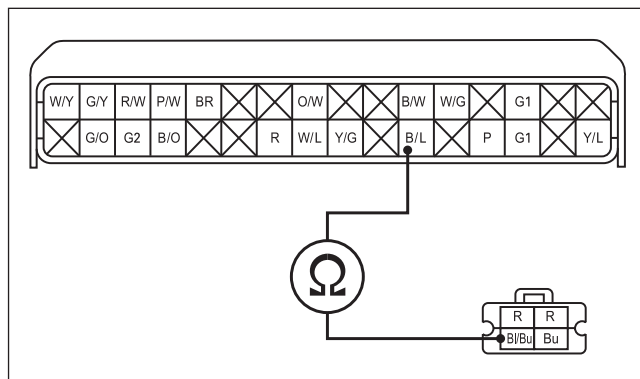 W/Y G/Y R/W P/W BR O/W B/W W/G G1
G/O G2 B/O R W/L Y/G B/L P G1 Y/L
Ω
R R
Bl/Bu Bu